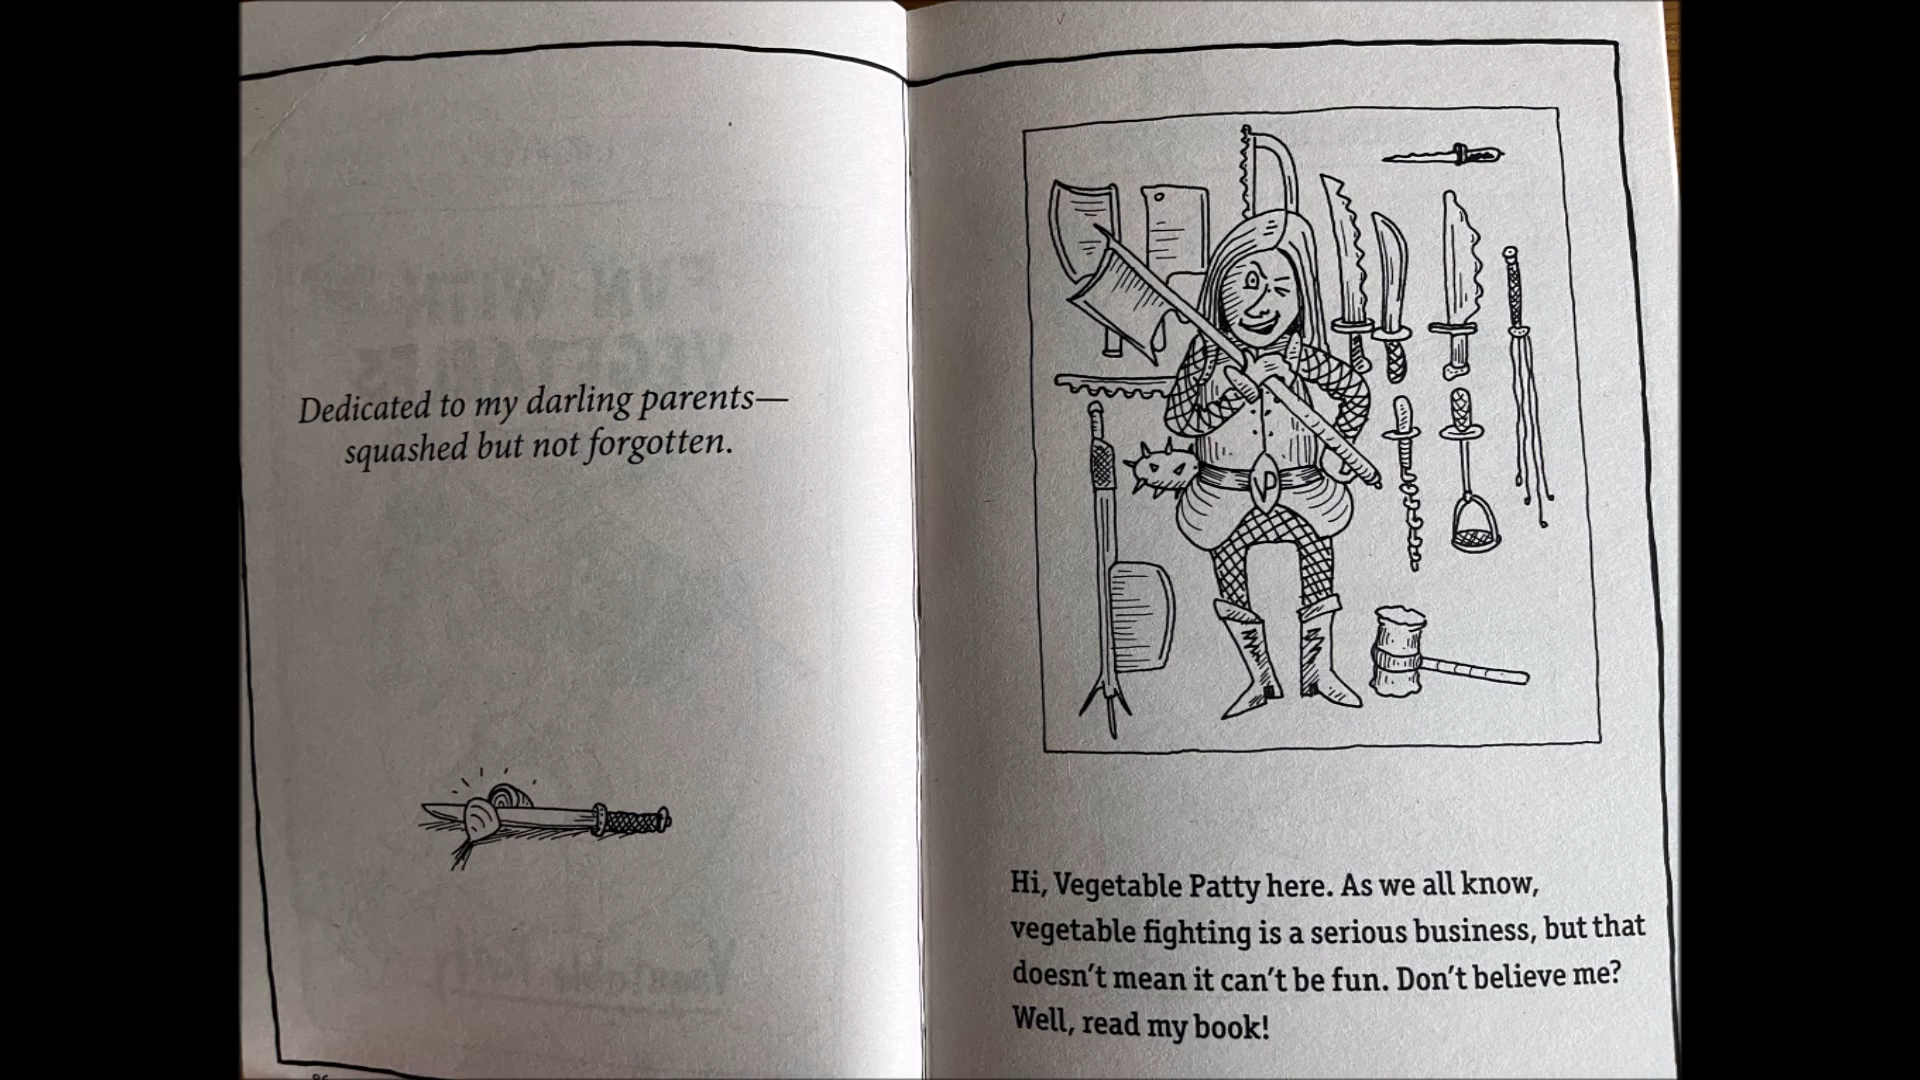 Dedicated to my darling parents—
squashed but not forgotten.
VP
Hi, Vegetable Patty here. As we all know,
vegetable fighting is a serious business, but that
doesn't mean it can't be fun. Don't believe me?
Well, read my book!